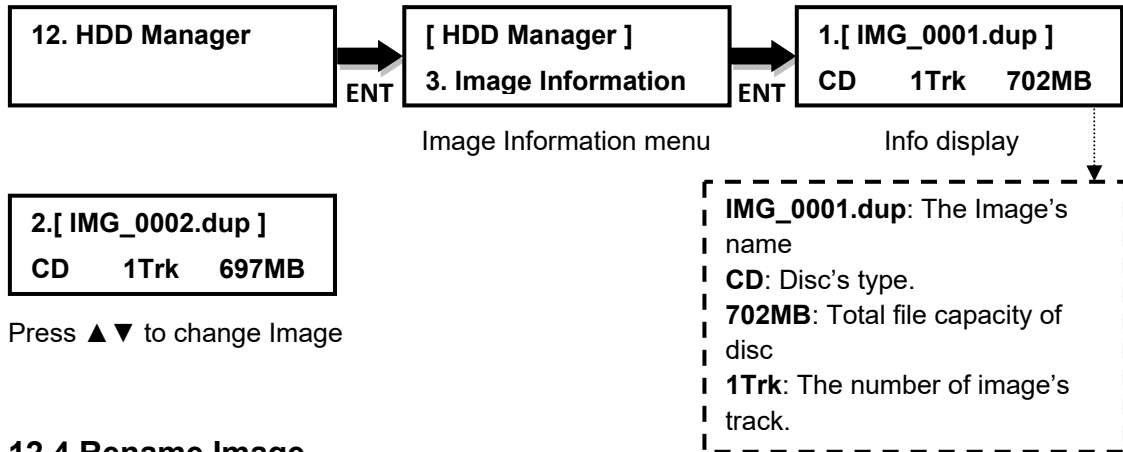 12. HDD Manager
ENT
[ HDD Manager ]
3. Image Information
ENT
1.[ IMG_0001.dup ]
CD 1Trk 702MB
Image Information menu
Info display
2.[ IMG_0002.dup ]
CD 1Trk 697MB
Press ▲▼ to change Image
IMG_0001.dup: The Image's
name
CD: Disc's type.
702MB: Total file capacity of
disc
1Trk: The number of image's
track.
12.4 Rename Image